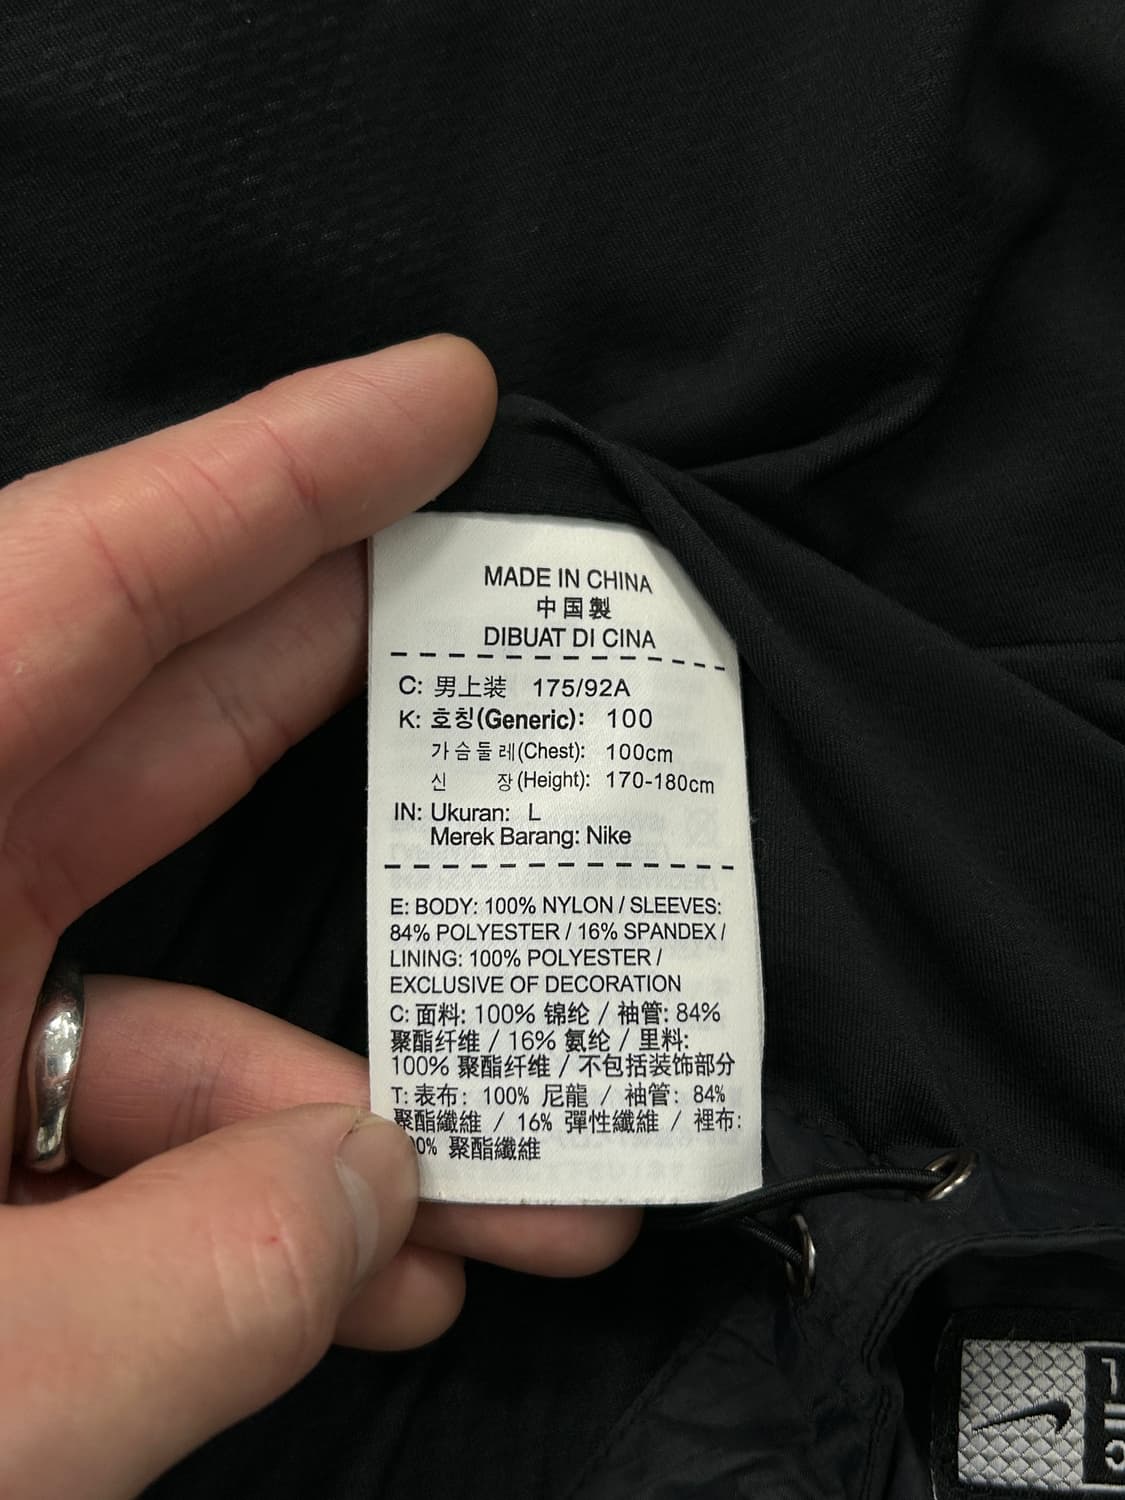 MADE IN CHINA
中国製
DIBUAT DI CINA
C: 男上装 175/92A
K: 호칭(Generic): 100
가슴둘레(Chest): 100cm
신 장(Height): 170-180cm
IN: Ukuran: L
Merek Barang: Nike
E: BODY: 100% NYLON / SLEEVES:
84% POLYESTER / 16% SPANDEX /
LINING: 100% POLYESTER /
EXCLUSIVE OF DECORATION
C: 面料: 100% 锦纶 / 袖管: 84%
聚酯纤维 / 16% 氨纶 / 里料:
100% 聚酯纤维 / 不包括装饰部分
T: 表布: 100% 尼龍 / 袖管: 84%
聚酯纖維 / 16% 彈性纖維 / 裡布:
00% 聚酯纖維